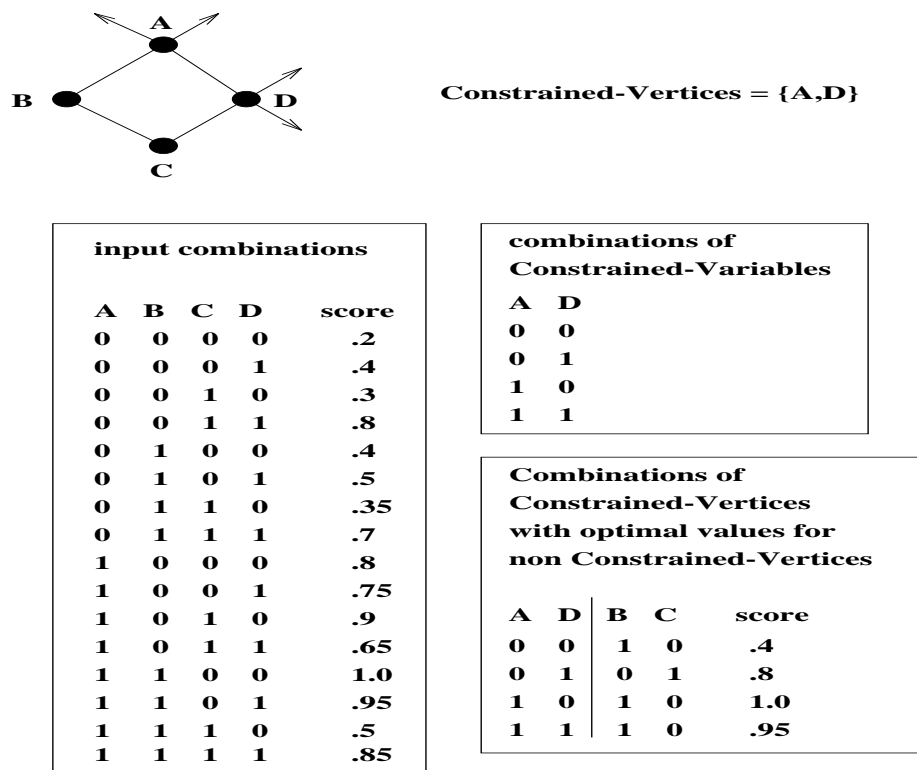 A
B
D
C
Constrained-Vertices = {A,D}
input combinations
A B C D score
0 0 0 0 .2
0 0 0 1 .4
0 0 1 0 .3
0 0 1 1 .8
0 1 0 0 .4
0 1 0 1 .5
0 1 1 0 .35
0 1 1 1 .7
1 0 0 0 .8
1 0 0 1 .75
1 0 1 0 .9
1 0 1 1 .65
1 1 0 0 1.0
1 1 0 1 .95
1 1 1 0 .5
1 1 1 1 .85
combinations of
Constrained-Variables
A D
0 0
0 1
1 0
1 1
Combinations of
Constrained-Vertices
with optimal values for
non Constrained-Vertices
A D B C score
0 0 1 0 .4
0 1 0 1 .8
1 0 1 0 1.0
1 1 1 0 .95